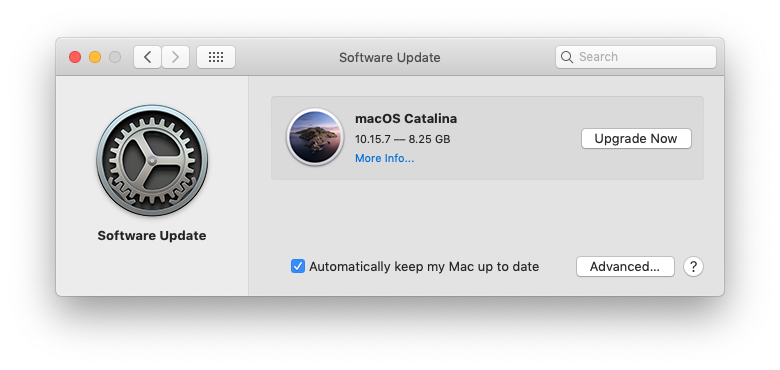 Software Update
Search
macOS Catalina
10.15.7 — 8.25 GB
More Info...
Upgrade Now
Software Update
Automatically keep my Mac up to date
Advanced...
?